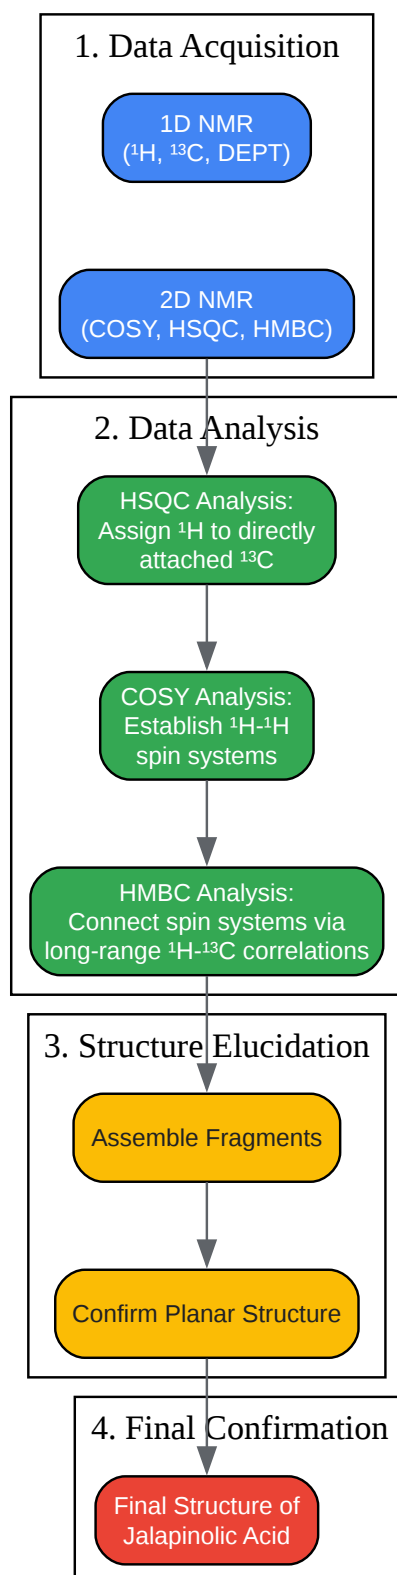 1. Data Acquisition
1D NMR
(¹H, ¹³C, DEPT)
2D NMR
(COSY, HSQC, HMBC)
2. Data Analysis
HSQC Analysis:
Assign ¹H to directly
attached ¹³C
COSY Analysis:
Establish ¹H-¹H
spin systems
HMBC Analysis:
Connect spin systems via
long-range ¹H-¹³C correlations
3. Structure Elucidation
Assemble Fragments
Confirm Planar Structure
4. Final Confirmation
Final Structure of
Jalapinolic Acid